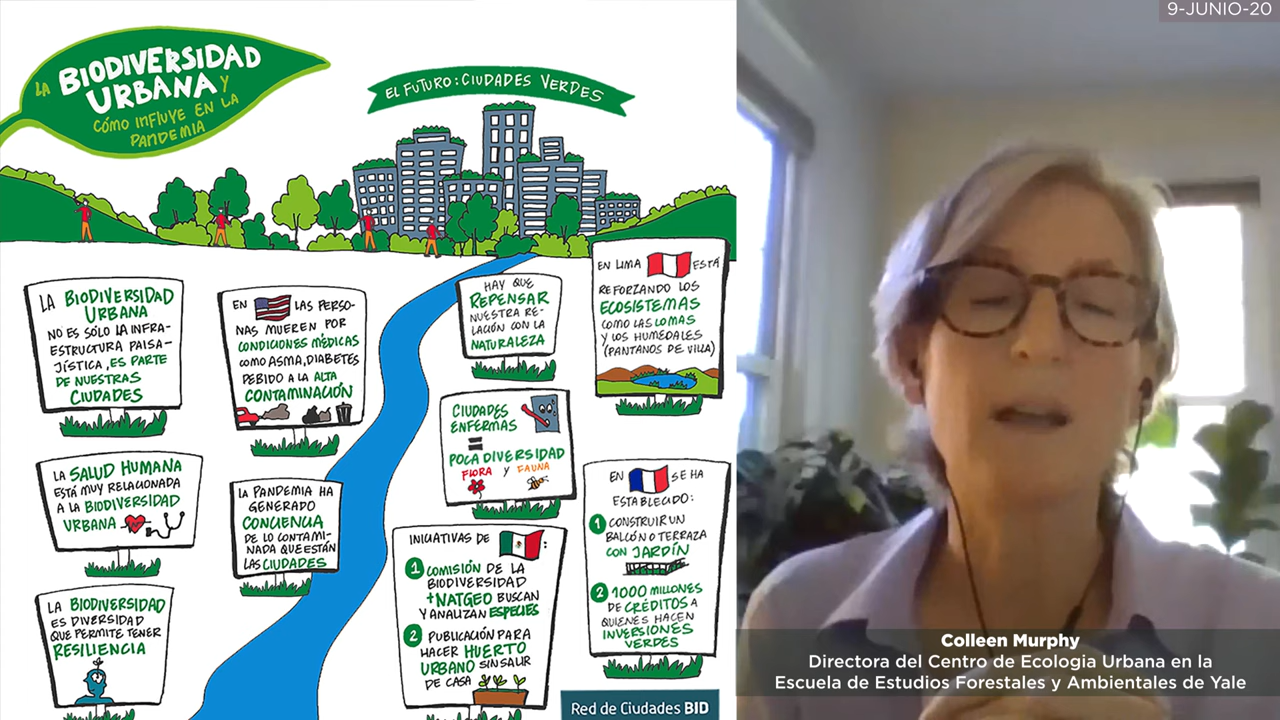 LA BIODIVERSIDAD
URBANA Y
CÓMO INFLUYE EN LA
PANDEMIA
EL FUTURO: CIUDADES VERDES
LA BIODIVERSIDAD
URBANA
NO ES SÓLO LA INFRA-
ESTRUCTURA PAISA-
JÍSTICA, ES PARTE
DE NUESTRAS
CIUDADES
LA SALUD HUMANA
ESTÁ MUY RELACIONADA
A LA BIODIVERSIDAD
URBANA
LA BIODIVERSIDAD
ES DIVERSIDAD
QUE PERMITE TENER
RESILIENCIA
EN LAS PERSO-
NAS MUEREN POR
CONDICIONES MÉDICAS
COMO ASMA, DIABETES
DEBIDO A LA ALTA
CONTAMINACIÓN
LA PANDEMIA HA
GENERADO
CONCIENCIA
DE LO CONTAMI-
NADA QUE ESTÁN
LAS CIUDADES
HAY QUE
REPENSAR
NUESTRA RE-
LACIÓN CON LA
NATURALEZA
CIUDADES
ENFERMAS
=
POCA DIVERSIDAD
FLORA Y FAUNA
INICIATIVAS DE :
1 COMISIÓN DE LA
BIODIVERSIDAD
+NATGEO BUSCAN
Y ANALIZAN ESPECIES
2 PUBLICACIÓN PARA
HACER HUERTO
URBANO SIN SALIR
DE CASA
EN LIMA ESTÁ
REFORZANDO LOS
ECOSISTEMAS
COMO LAS LOMAS
Y LOS HUMEDALES
(PANTANOS DE VILLA)
EN SE HA
ESTABLECIDO:
1 CONSTRUIR UN
BALCÓN O TERRAZA
CON JARDÍN
2 1000 MILLONES
DE CRÉDITOS A
QUIENES HACEN
INVERSIONES
VERDES
Red de Ciudades BID
9-JUNIO-20
Colleen Murphy
Directora del Centro de Ecologia Urbana en la
Escuela de Estudios Forestales y Ambientales de Yale